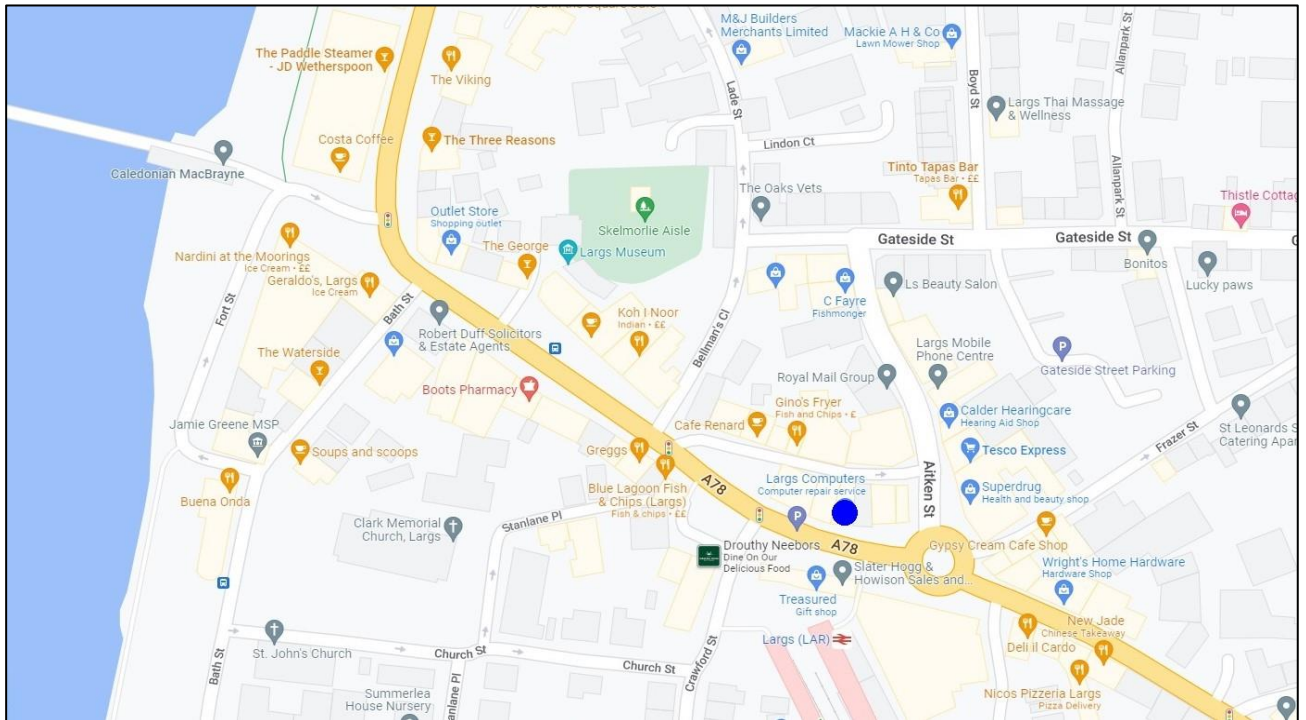 M&J Builders
Merchants Limited
Mackie A H & Co
Lawn Mower Shop
Allanpark St
The Paddle Steamer
- JD Wetherspoon
The Viking
Lade St
Boyd St
Largs Thai Massage
& Wellness
Costa Coffee
The Three Reasons
Lindon Ct
Caledonian MacBrayne
Tinto Tapas Bar
Tapas Bar • ££
Allanpark St
The Oaks Vets
Thistle Cottag
Outlet Store
Shopping outlet
Skelmorlie Aisle
Gateside St
Gateside St
The George
Largs Museum
Nardini at the Moorings
Ice Cream • ££
Bonitos
Lucky paws
Geraldo's, Largs
Ice Cream
Ls Beauty Salon
C Fayre
Fishmonger
Fort St
Bath St
Robert Duff Solicitors
& Estate Agents
Koh I Noor
Indian • ££
Bellman's Cl
Largs Mobile
Phone Centre
The Waterside
P
Gateside Street Parking
Royal Mail Group
Boots Pharmacy
Gino's Fryer
Fish and Chips • £
Calder Hearingcare
Hearing Aid Shop
Jamie Greene MSP
Cafe Renard
St Leonards S
Catering Apar
Frazer St
Soups and scoops
Greggs
Tesco Express
Buena Onda
Blue Lagoon Fish
& Chips (Largs)
Fish & chips • ££
A78
Largs Computers
Computer repair service
Aitken St
Superdrug
Health and beauty shop
Stanlane Pl
Clark Memorial
Church, Largs
P
A78
Drouthy Neebors
Dine On Our
Delicious Food
Gypsy Cream Cafe Shop
Slater Hogg &
Howison Sales and...
Wright's Home Hardware
Hardware Shop
Treasured
Gift shop
New Jade
Chinese Takeaway
Largs (LAR)
Deli il Cardo
St. John's Church
Church St
Church St
Crawford St
Bath St
Stanlane Pl
Summerlea
House Nursery
Nicos Pizzeria Largs
Pizza Delivery